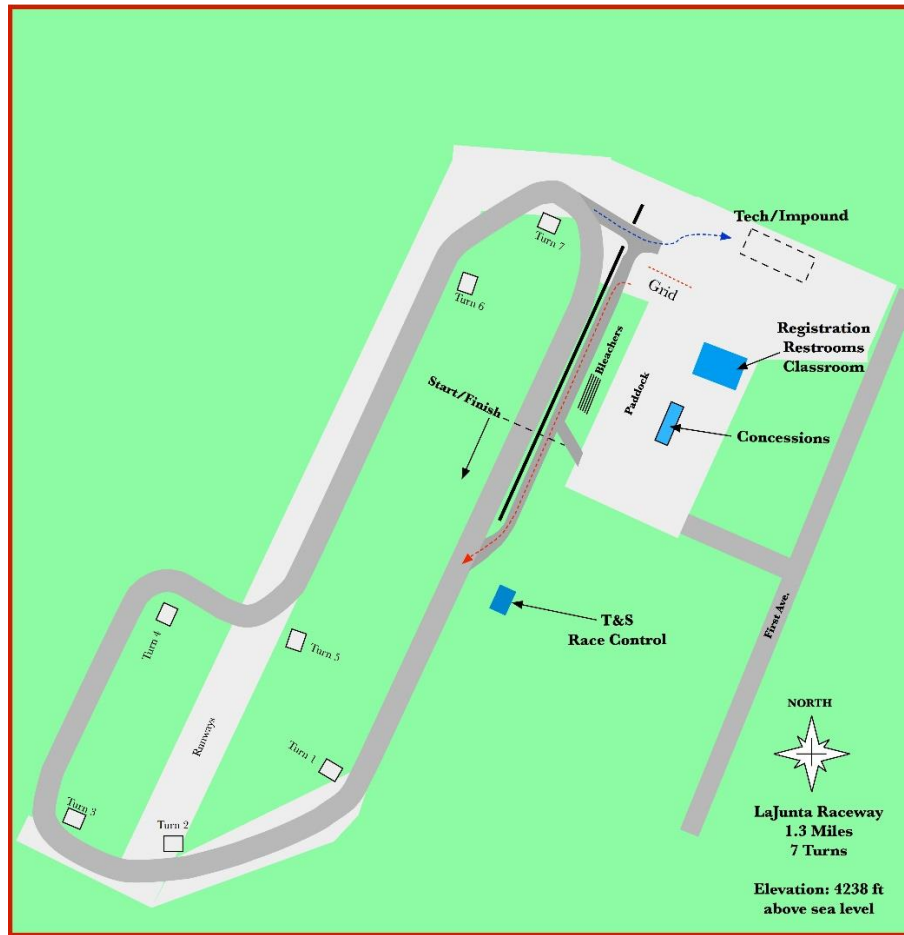 Tech/Impound
Turn 7
Turn 6
Grid
Registration
Restrooms
Classroom
Bleachers
Start/Finish
Paddock
Concessions
T&S
Race Control
First Ave.
Turn 4
Turn 5
Runways
Turn 1
Turn 3
Turn 2
NORTH
LaJunta Raceway
1.3 Miles
7 Turns
Elevation: 4238 ft
above sea level